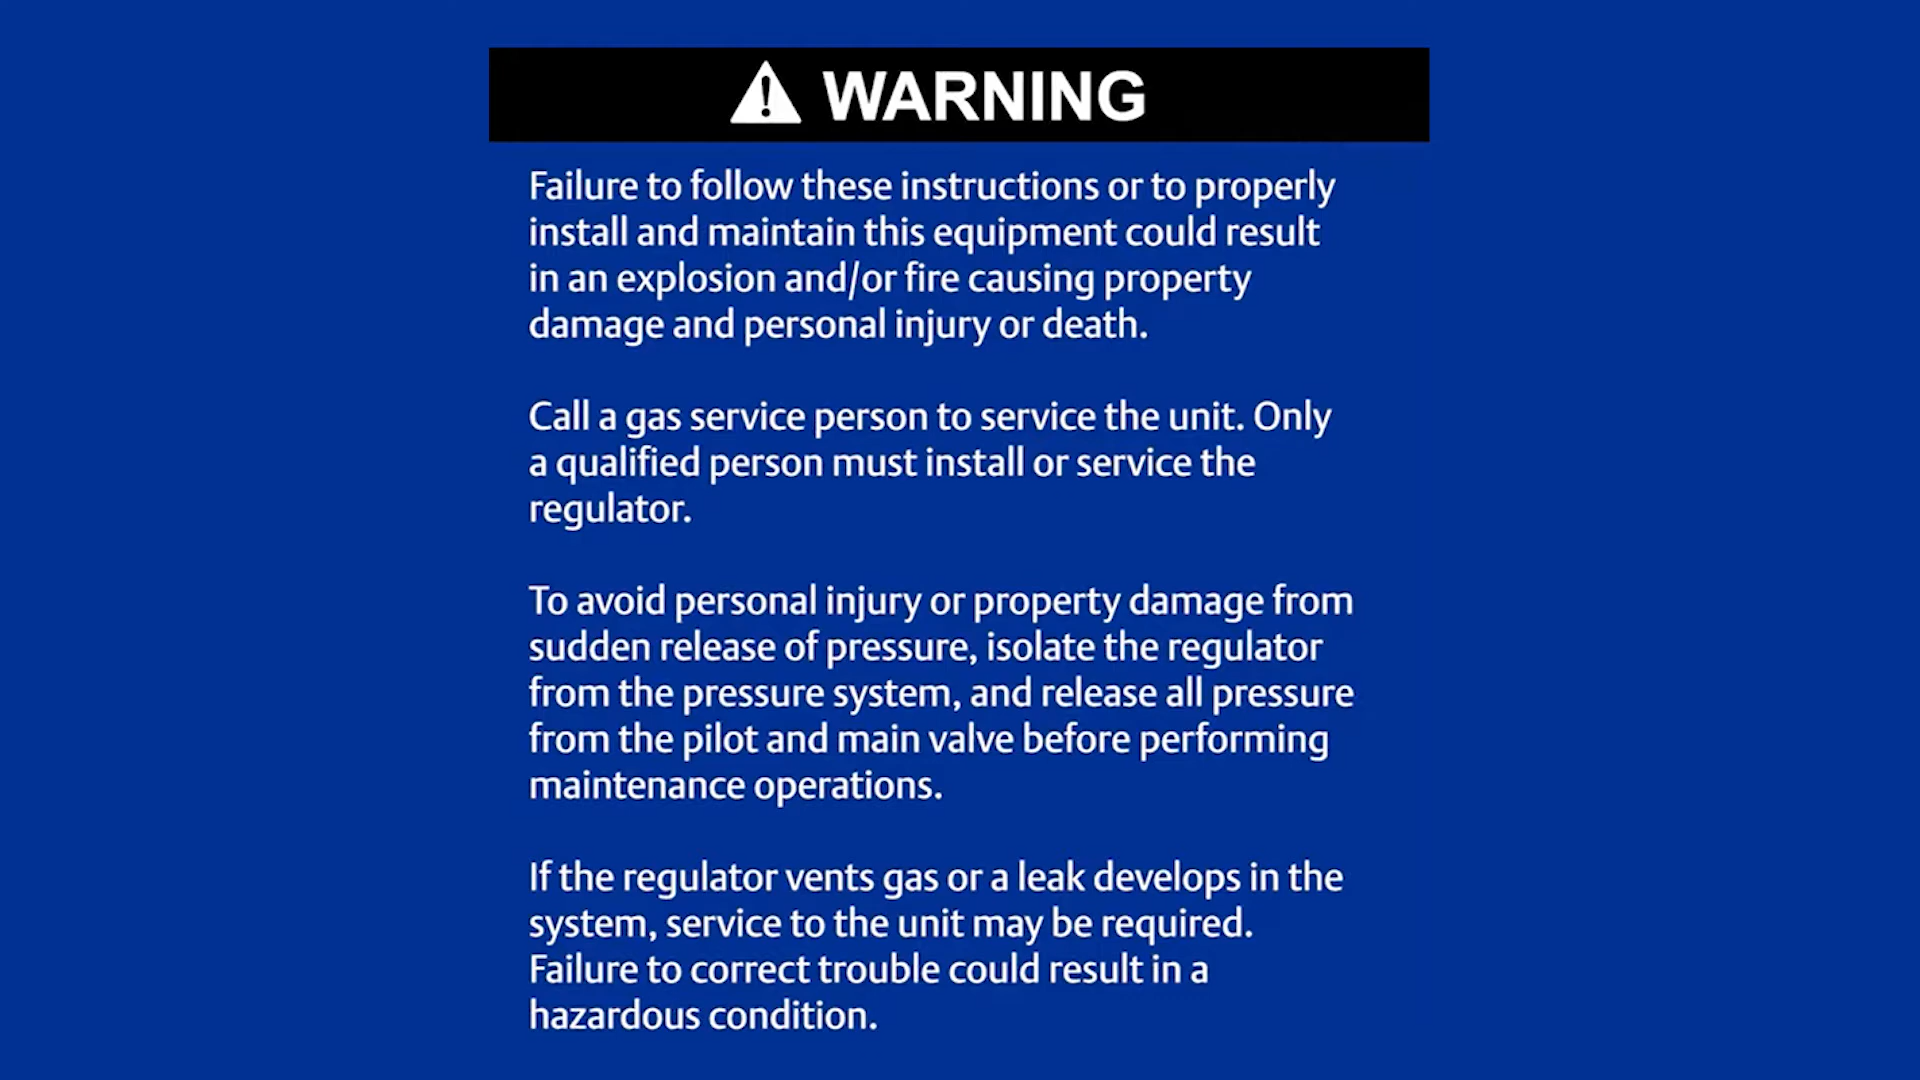 WARNING
Failure to follow these instructions or to properly
install and maintain this equipment could result
in an explosion and/or fire causing property
damage and personal injury or death.
Call a gas service person to service the unit. Only
a qualified person must install or service the
regulator.
To avoid personal injury or property damage from
sudden release of pressure, isolate the regulator
from the pressure system, and release all pressure
from the pilot and main valve before performing
maintenance operations.
If the regulator vents gas or a leak develops in the
system, service to the unit may be required.
Failure to correct trouble could result in a
hazardous condition.